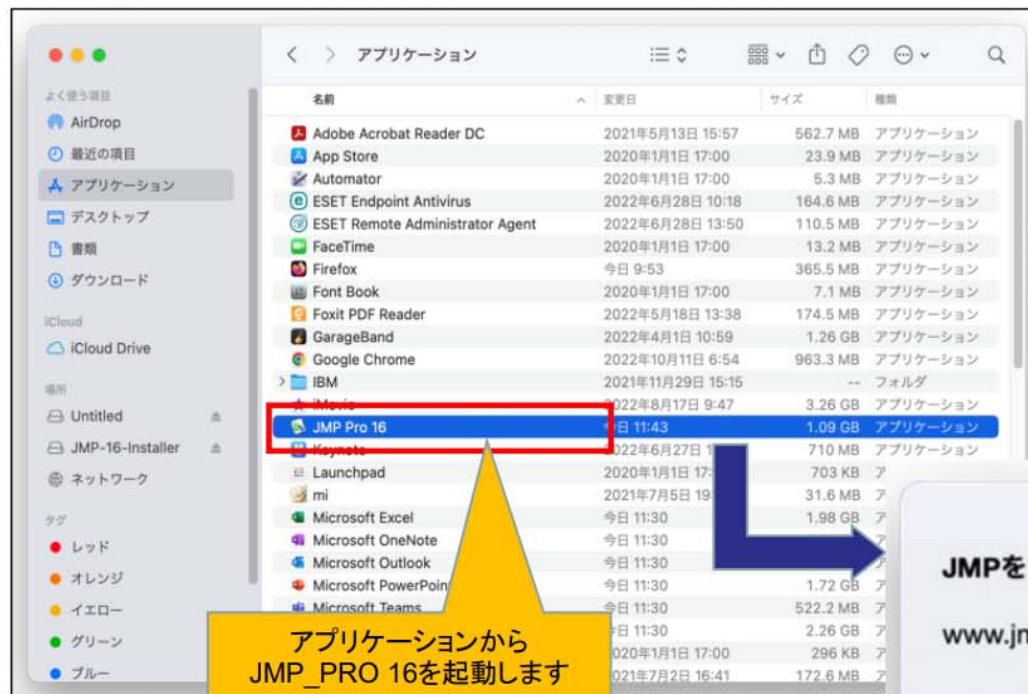 アプリケーション
よく使う項目
AirDrop
最近の項目
アプリケーション
デスクトップ
書類
ダウンロード
iCloud
iCloud Drive
場所
Untitled
JMP-16-Installer
ネットワーク
タグ
レッド
オレンジ
イエロー
グリーン
ブルー
名前 変更日 サイズ 種類
Adobe Acrobat Reader DC 2021年5月13日 15:57 562.7 MB アプリケーション
App Store 2020年1月1日 17:00 23.9 MB アプリケーション
Automator 2020年1月1日 17:00 5.3 MB アプリケーション
ESET Endpoint Antivirus 2022年6月28日 10:18 164.6 MB アプリケーション
ESET Remote Administrator Agent 2022年6月28日 13:50 110.5 MB アプリケーション
FaceTime 2020年1月1日 17:00 13.2 MB アプリケーション
Firefox 今日 9:53 365.5 MB アプリケーション
Font Book 2020年1月1日 17:00 7.1 MB アプリケーション
Foxit PDF Reader 2022年5月18日 13:38 174.5 MB アプリケーション
GarageBand 2022年4月1日 10:59 1.26 GB アプリケーション
Google Chrome 2022年10月11日 6:54 963.3 MB アプリケーション
IBM 2021年11月29日 15:15 -- フォルダ
iMovie 2022年8月17日 9:47 3.26 GB アプリケーション
JMP Pro 16 今日 11:43 1.09 GB アプリケーション
Keynote 2022年6月27日 1 710 MB アプリケーション
Launchpad 2020年1月1日 17: 703 KB ア
mi 2021年7月5日 19 31.6 MB ア
Microsoft Excel 今日 11:30 1.98 GB ア
Microsoft OneNote 今日 11:30
Microsoft Outlook 今日 11:30
Microsoft PowerPoin 今日 11:30 1.72 GB ア
Microsoft Teams 今日 11:30 522.2 MB ア
日 11:30 2.26 GB ア
020年1月1日 17:00 296 KB ア
021年7月2日 16:41 172.6 MB ア
アプリケーションから
JMP_PRO 16を起動します
JMPを
www.jm